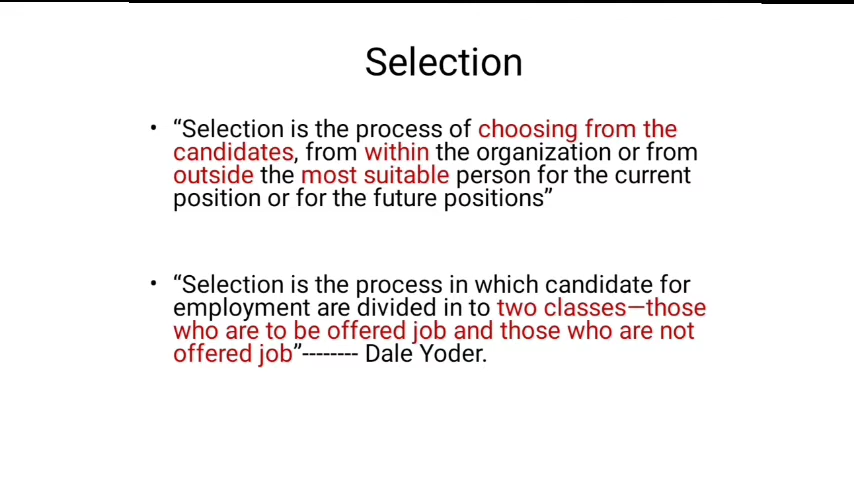 Selection
• “Selection is the process of choosing from the
candidates, from within the organization or from
outside the most suitable person for the current
position or for the future positions”
• “Selection is the process in which candidate for
employment are divided in to two classes—those
who are to be offered job and those who are not
offered job”-------- Dale Yoder.